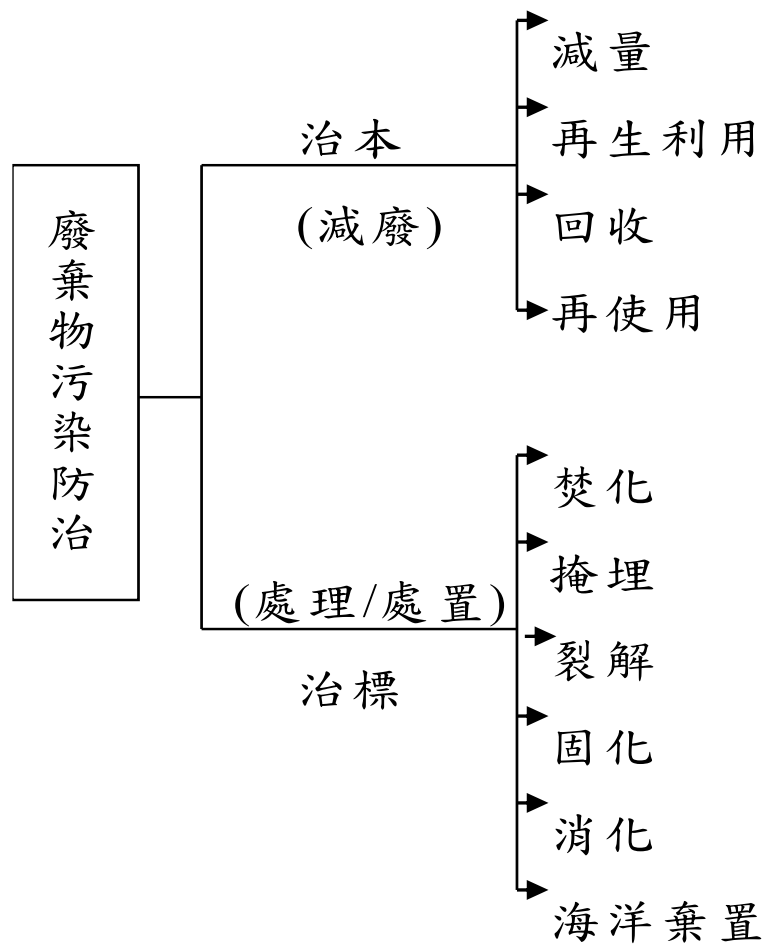 廢棄物污染防治
治本
(減廢)
減量
再生利用
回收
再使用
(處理/處置)
治標
焚化
掩埋
裂解
固化
消化
海洋棄置